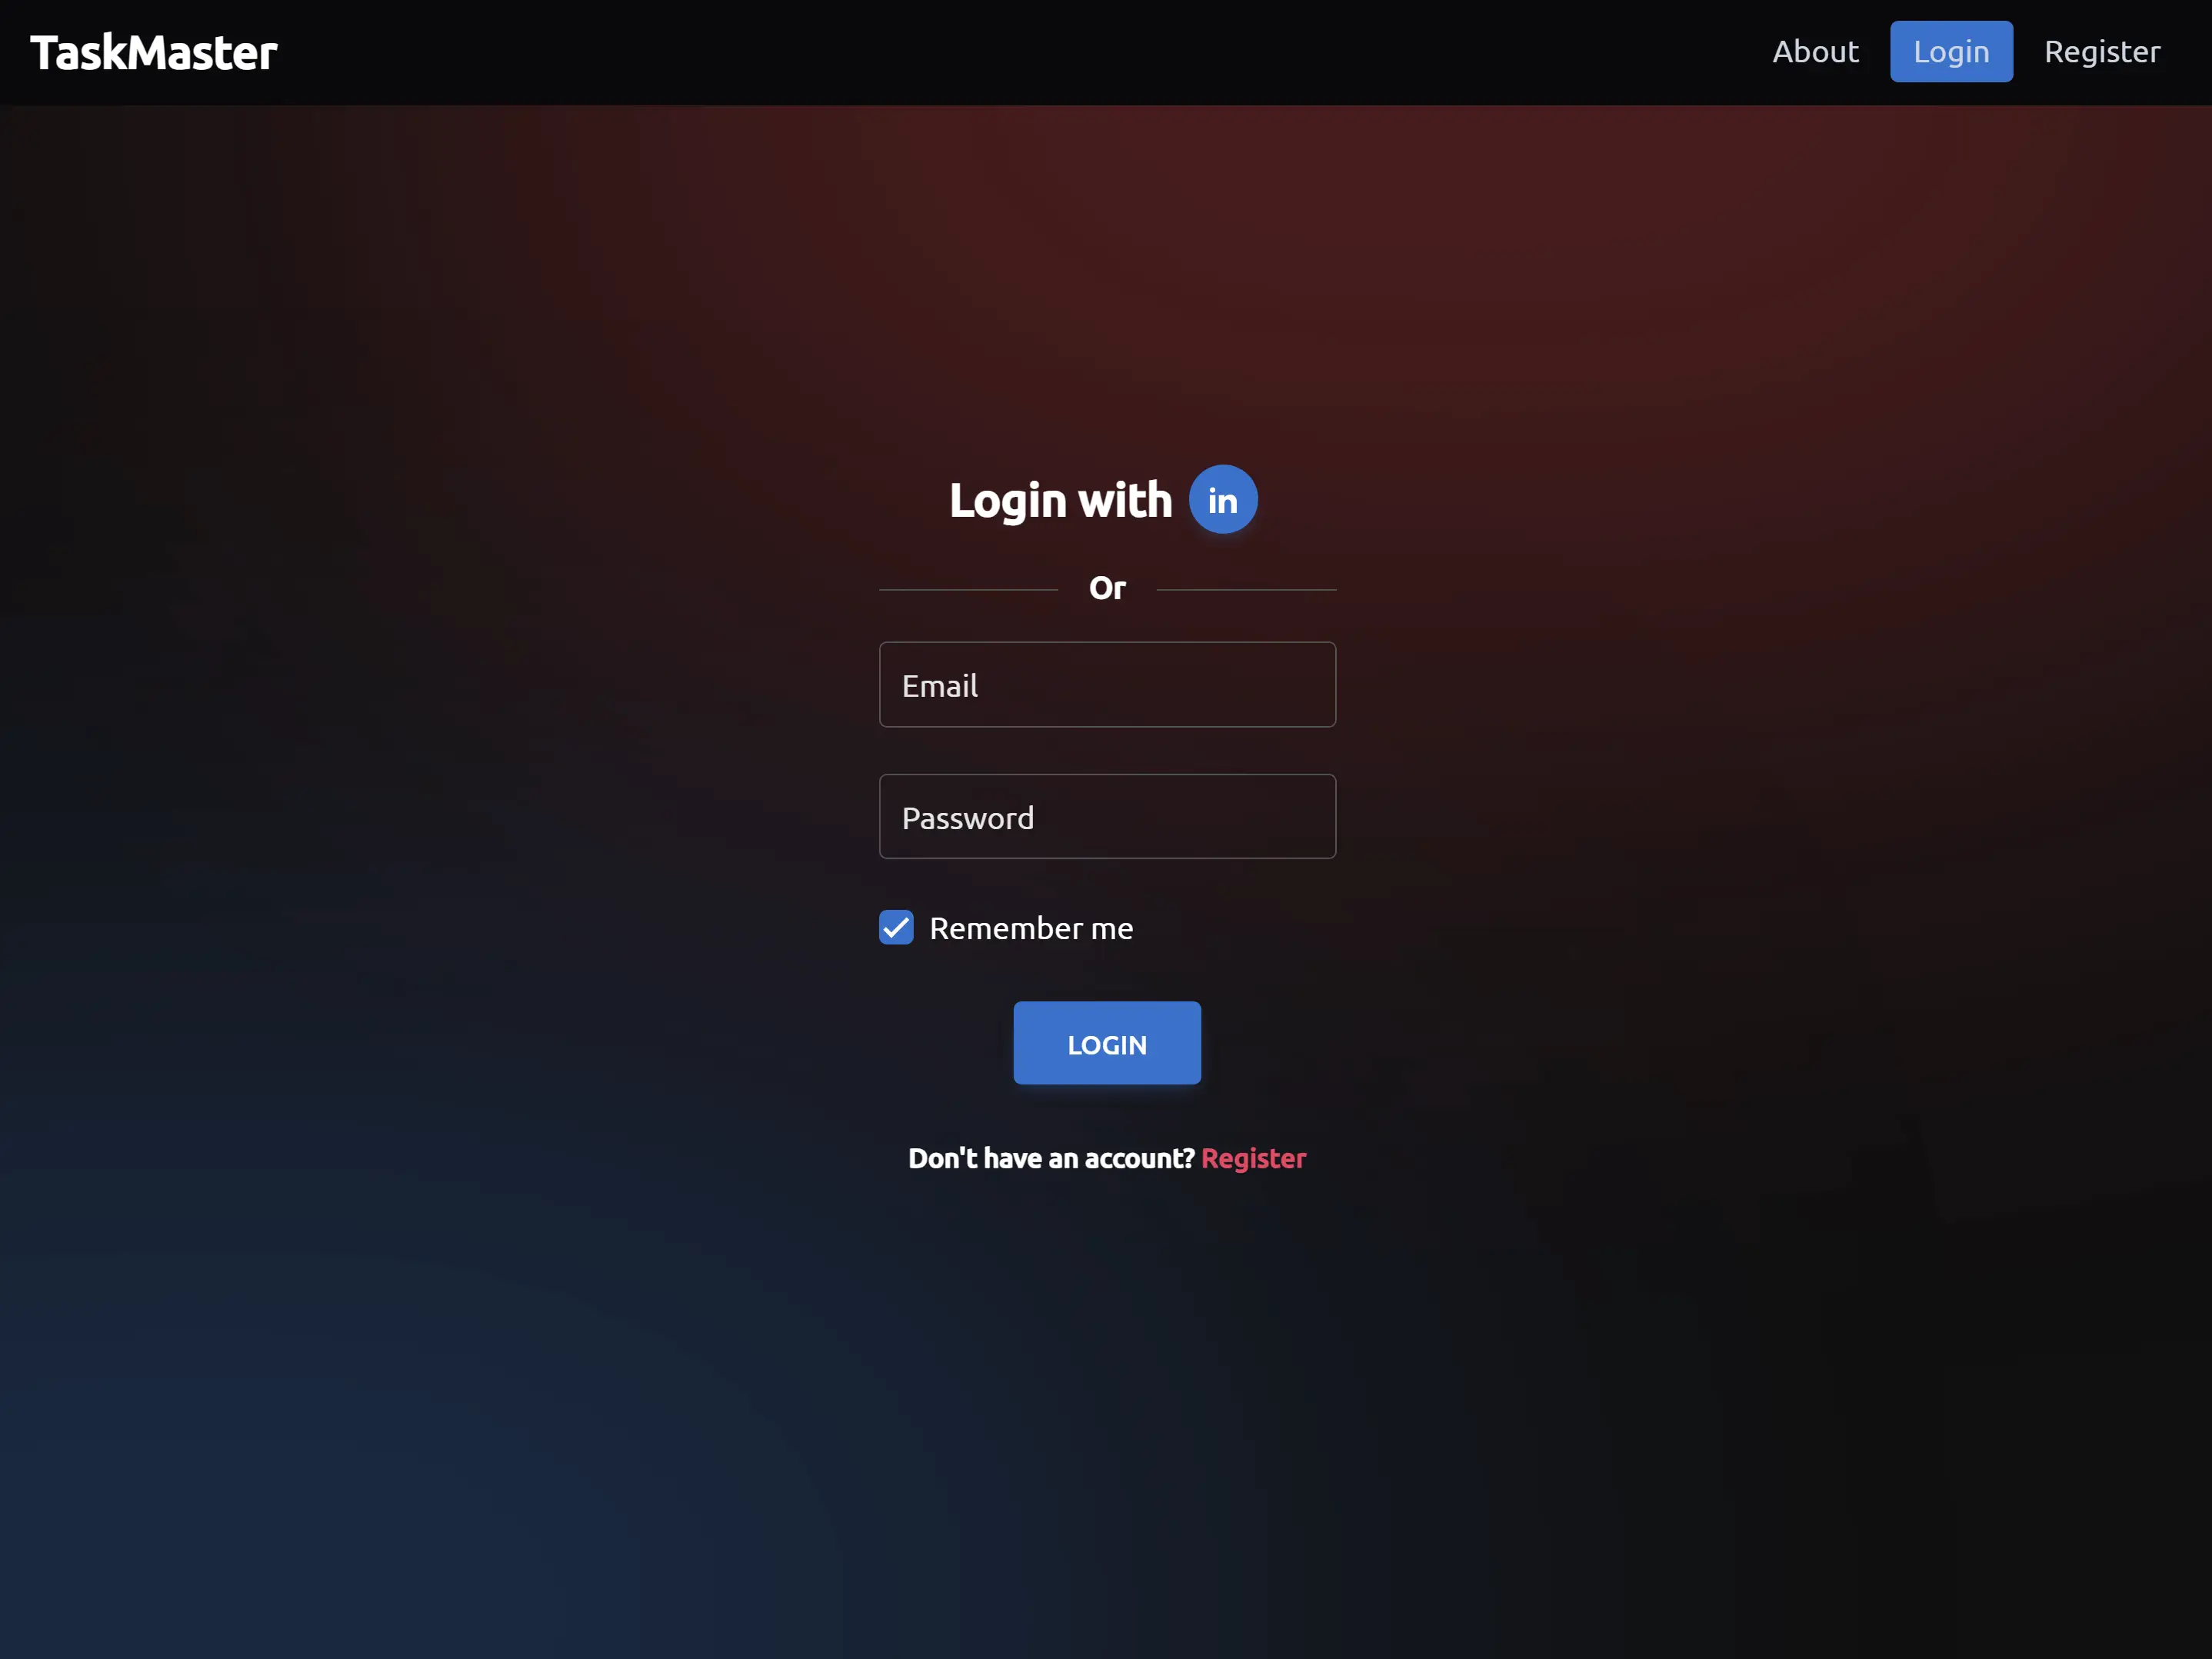 TaskMaster
About Login Register
Login with in
Or
Email
Password
Remember me
LOGIN
Don't have an account? Register